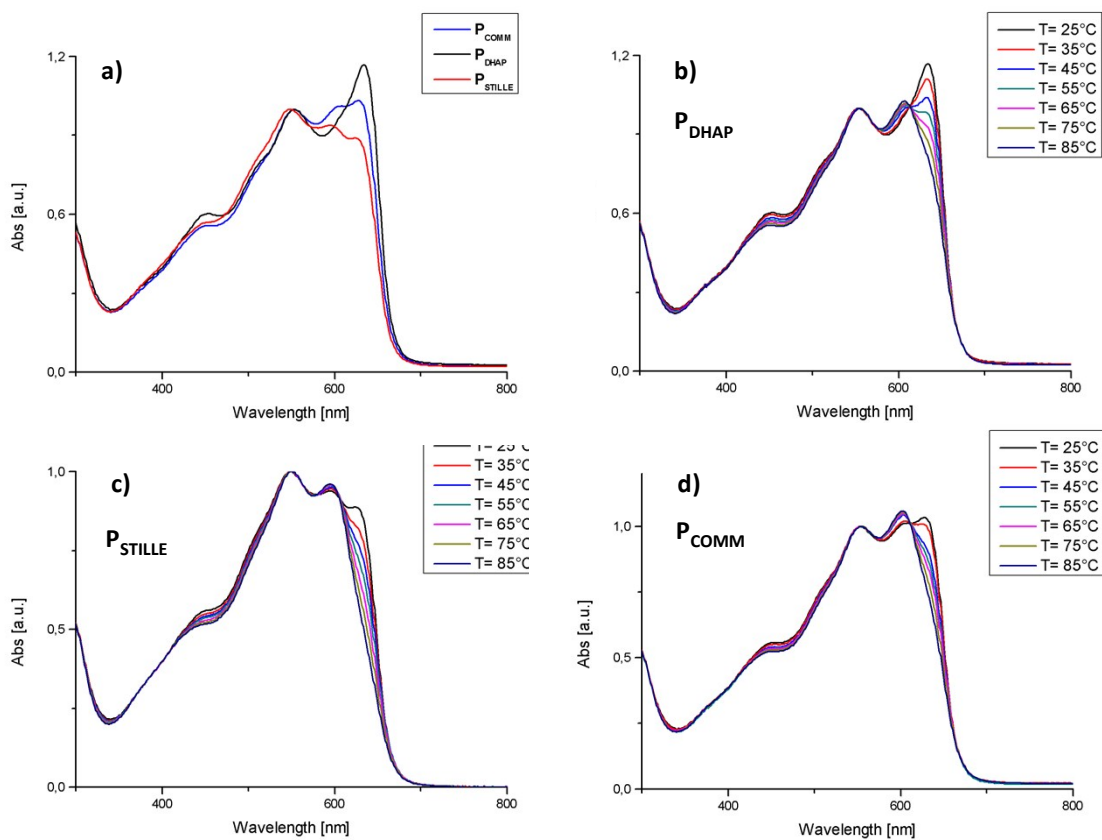 a)
P_COMM
P_DHAP
P_STILLE
1,2
0,6
0,0
Abs [a.u.]
400 600 800
Wavelength [nm]
b)
P_DHAP
T= 25°C
T= 35°C
T= 45°C
T= 55°C
T= 65°C
T= 75°C
T= 85°C
1,2
0,6
0,0
Abs [a.u.]
400 600 800
Wavelength [nm]
c)
P_STILLE
T= 25°C
T= 35°C
T= 45°C
T= 55°C
T= 65°C
T= 75°C
T= 85°C
1,0
0,5
0,0
Abs [a.u.]
400 600 800
Wavelength [nm]
d)
P_COMM
T= 25°C
T= 35°C
T= 45°C
T= 55°C
T= 65°C
T= 75°C
T= 85°C
1,0
0,5
0,0
Abs [a.u.]
400 600 800
Wavelength [nm]